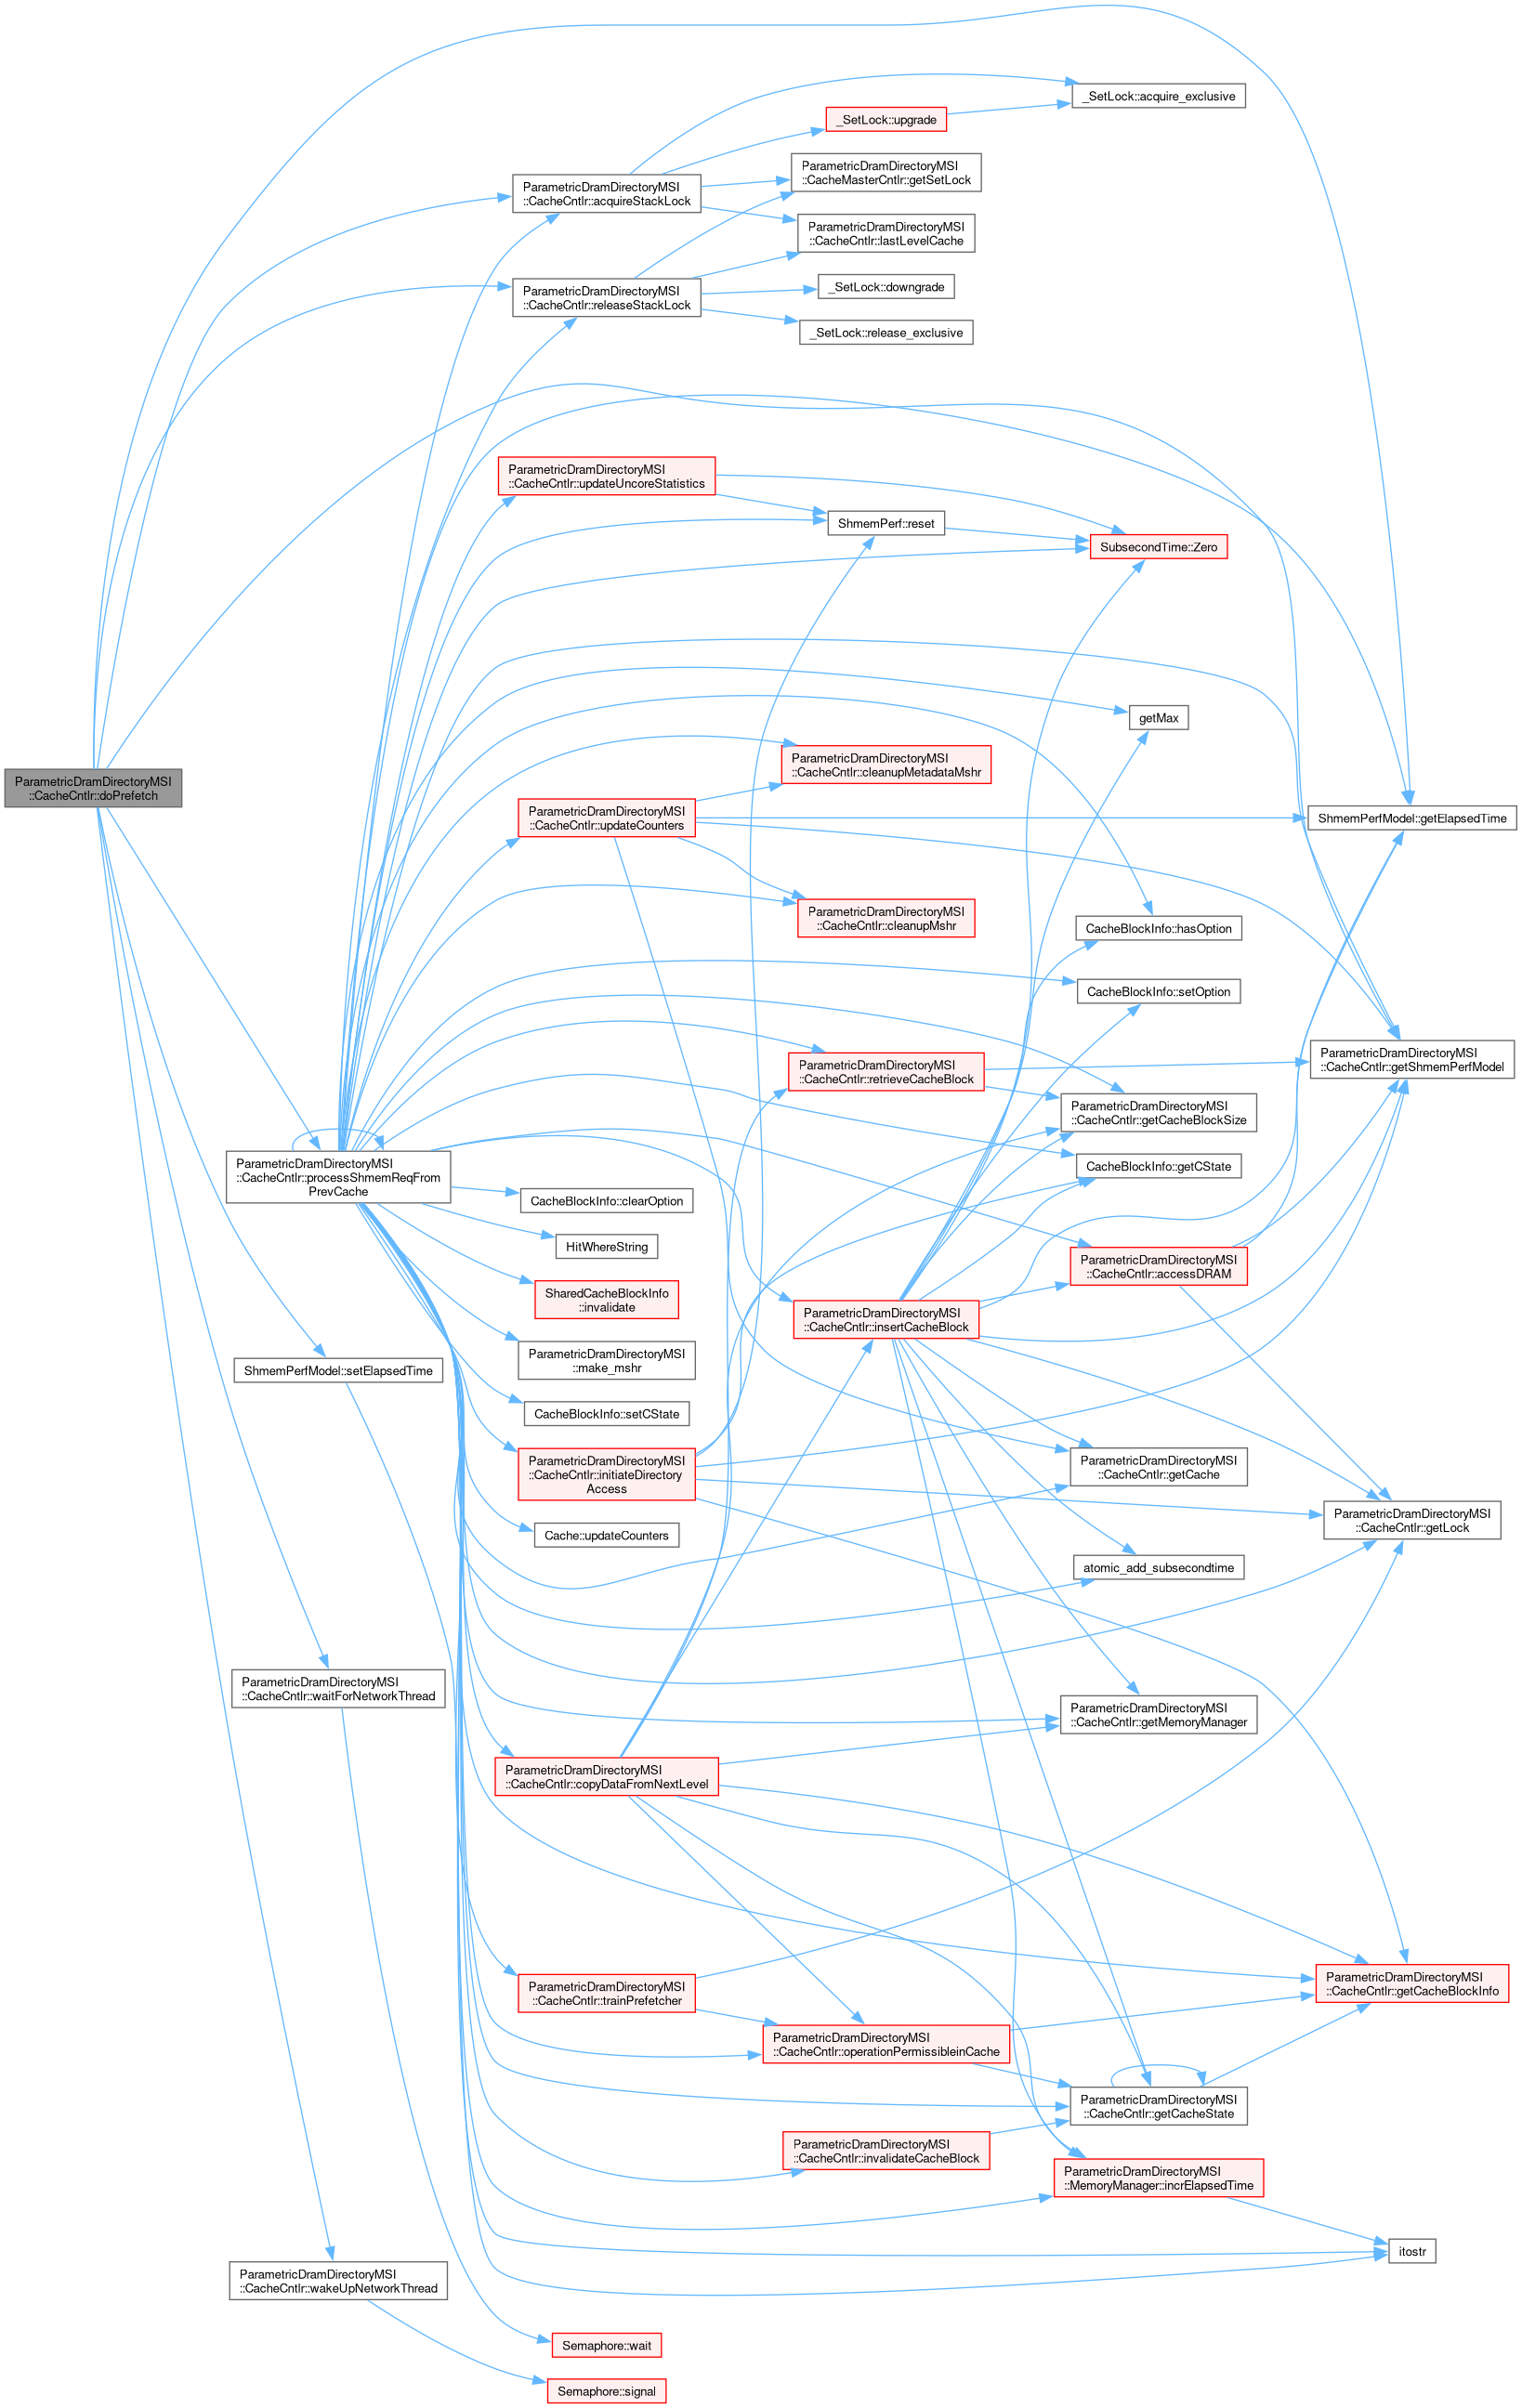 _SetLock::acquire_exclusive
_SetLock::upgrade
ParametricDramDirectoryMSI
::CacheMasterCntlr::getSetLock
ParametricDramDirectoryMSI
::CacheCntlr::acquireStackLock
ParametricDramDirectoryMSI
::CacheCntlr::lastLevelCache
_SetLock::downgrade
ParametricDramDirectoryMSI
::CacheCntlr::releaseStackLock
_SetLock::release_exclusive
ParametricDramDirectoryMSI
::CacheCntlr::updateUncoreStatistics
ShmemPerf::reset
SubsecondTime::Zero
getMax
ParametricDramDirectoryMSI
::CacheCntlr::cleanupMetadataMshr
ParametricDramDirectoryMSI
::CacheCntlr::doPrefetch
ParametricDramDirectoryMSI
::CacheCntlr::updateCounters
ShmemPerfModel::getElapsedTime
ParametricDramDirectoryMSI
::CacheCntlr::cleanupMshr
CacheBlockInfo::hasOption
CacheBlockInfo::setOption
ParametricDramDirectoryMSI
::CacheCntlr::getShmemPerfModel
ParametricDramDirectoryMSI
::CacheCntlr::retrieveCacheBlock
ParametricDramDirectoryMSI
::CacheCntlr::getCacheBlockSize
CacheBlockInfo::getCState
ParametricDramDirectoryMSI
::CacheCntlr::processShmemReqFrom
PrevCache
CacheBlockInfo::clearOption
HitWhereString
ParametricDramDirectoryMSI
::CacheCntlr::accessDRAM
SharedCacheBlockInfo
::invalidate
ParametricDramDirectoryMSI
::CacheCntlr::insertCacheBlock
ParametricDramDirectoryMSI
::make_mshr
ShmemPerfModel::setElapsedTime
CacheBlockInfo::setCState
ParametricDramDirectoryMSI
::CacheCntlr::initiateDirectory
Access
ParametricDramDirectoryMSI
::CacheCntlr::getCache
ParametricDramDirectoryMSI
::CacheCntlr::getLock
Cache::updateCounters
atomic_add_subsecondtime
ParametricDramDirectoryMSI
::CacheCntlr::waitForNetworkThread
ParametricDramDirectoryMSI
::CacheCntlr::getMemoryManager
ParametricDramDirectoryMSI
::CacheCntlr::copyDataFromNextLevel
ParametricDramDirectoryMSI
::CacheCntlr::trainPrefetcher
ParametricDramDirectoryMSI
::CacheCntlr::getCacheBlockInfo
ParametricDramDirectoryMSI
::CacheCntlr::operationPermissibleinCache
ParametricDramDirectoryMSI
::CacheCntlr::getCacheState
ParametricDramDirectoryMSI
::CacheCntlr::invalidateCacheBlock
ParametricDramDirectoryMSI
::MemoryManager::incrElapsedTime
itostr
ParametricDramDirectoryMSI
::CacheCntlr::wakeUpNetworkThread
Semaphore::wait
Semaphore::signal